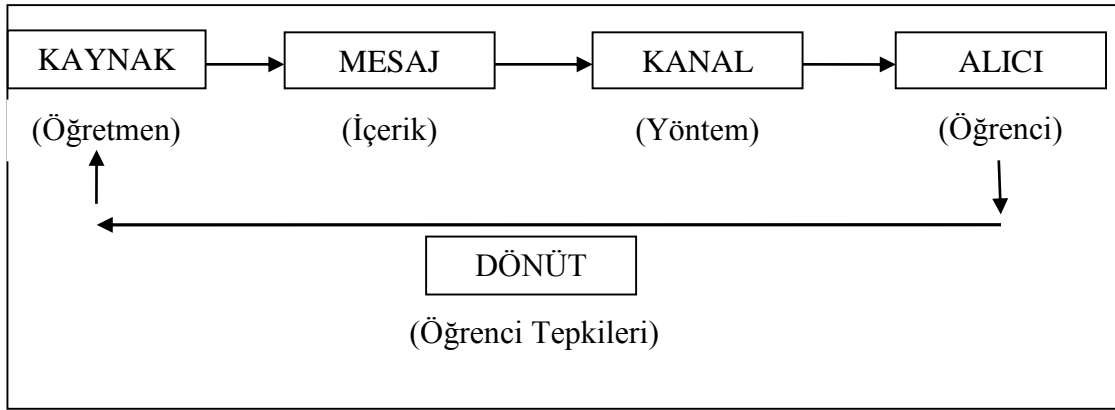 KAYNAK MESAJ KANAL ALICI
(Öğretmen) (İçerik) (Yöntem) (Öğrenci)
DÖNÜT
(Öğrenci Tepkileri)